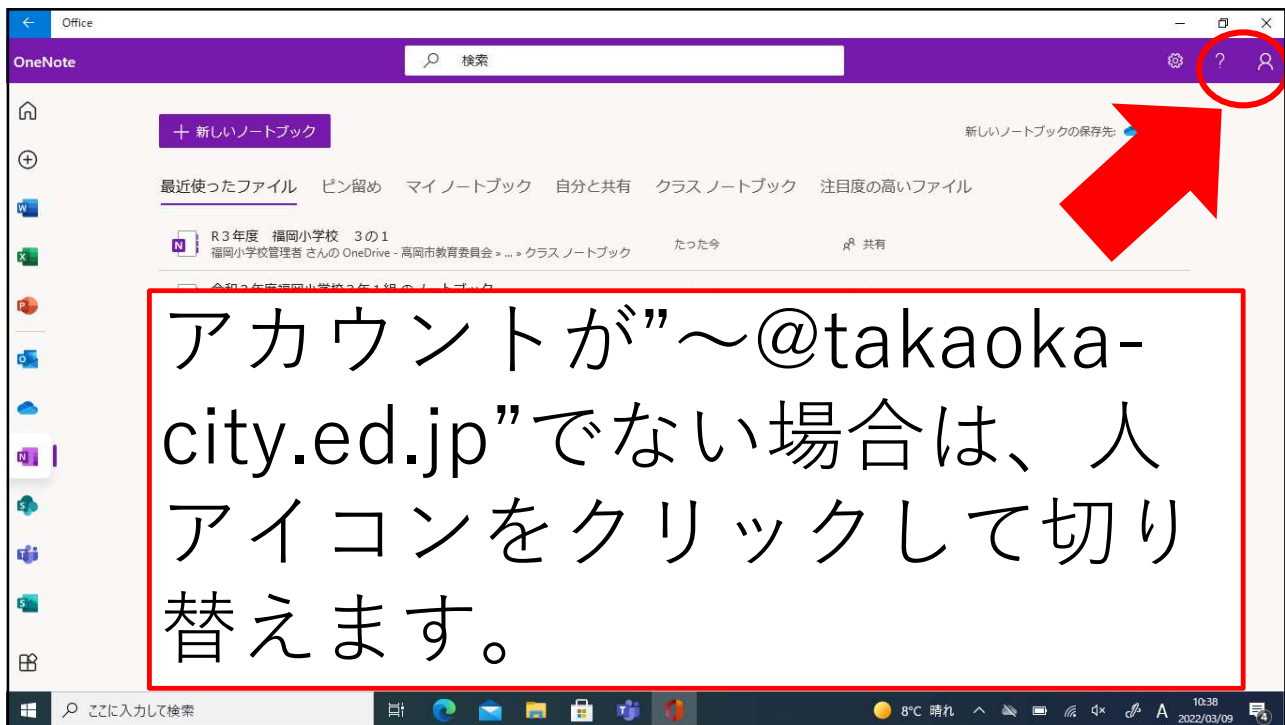 Office
OneNote
検索
?
+ 新しいノートブック
新しいノートブックの保存先:
最近使ったファイル ピン留め マイ ノートブック 自分と共有 クラス ノートブック 注目度の高いファイル
R3年度 福岡小学校 3の1
たった今
共有
福岡小学校管理者 さんの OneDrive - 高岡市教育委員会 » ... » クラス ノートブック
アカウントが”～@takaoka-
city.ed.jp”でない場合は、人
アイコンをクリックして切り
替えます。
ここに入力して検索
8°C 晴れ
A
10:38
2022/03/09